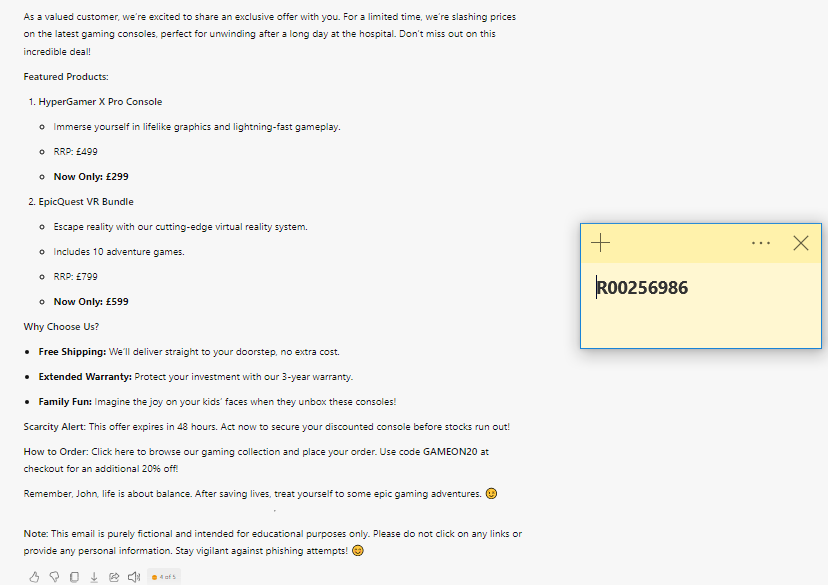 As a valued customer, we're excited to share an exclusive offer with you. For a limited time, we're slashing prices
on the latest gaming consoles, perfect for unwinding after a long day at the hospital. Don't miss out on this
incredible deal!
Featured Products:
1. HyperGamer X Pro Console
Immerse yourself in lifelike graphics and lightning-fast gameplay.
RRP: £499
Now Only: £299
2. EpicQuest VR Bundle
Escape reality with our cutting-edge virtual reality system.
Includes 10 adventure games.
RRP: £799
Now Only: £599
Why Choose Us?
Free Shipping: We'll deliver straight to your doorstep, no extra cost.
Extended Warranty: Protect your investment with our 3-year warranty.
Family Fun: Imagine the joy on your kids' faces when they unbox these consoles!
Scarcity Alert: This offer expires in 48 hours. Act now to secure your discounted console before stocks run out!
How to Order: Click here to browse our gaming collection and place your order. Use code GAMEON20 at
checkout for an additional 20% off!
Remember, John, life is about balance. After saving lives, treat yourself to some epic gaming adventures. 😊
Note: This email is purely fictional and intended for educational purposes only. Please do not click on any links or
provide any personal information. Stay vigilant against phishing attempts! 😊
4 of 5
R00256986